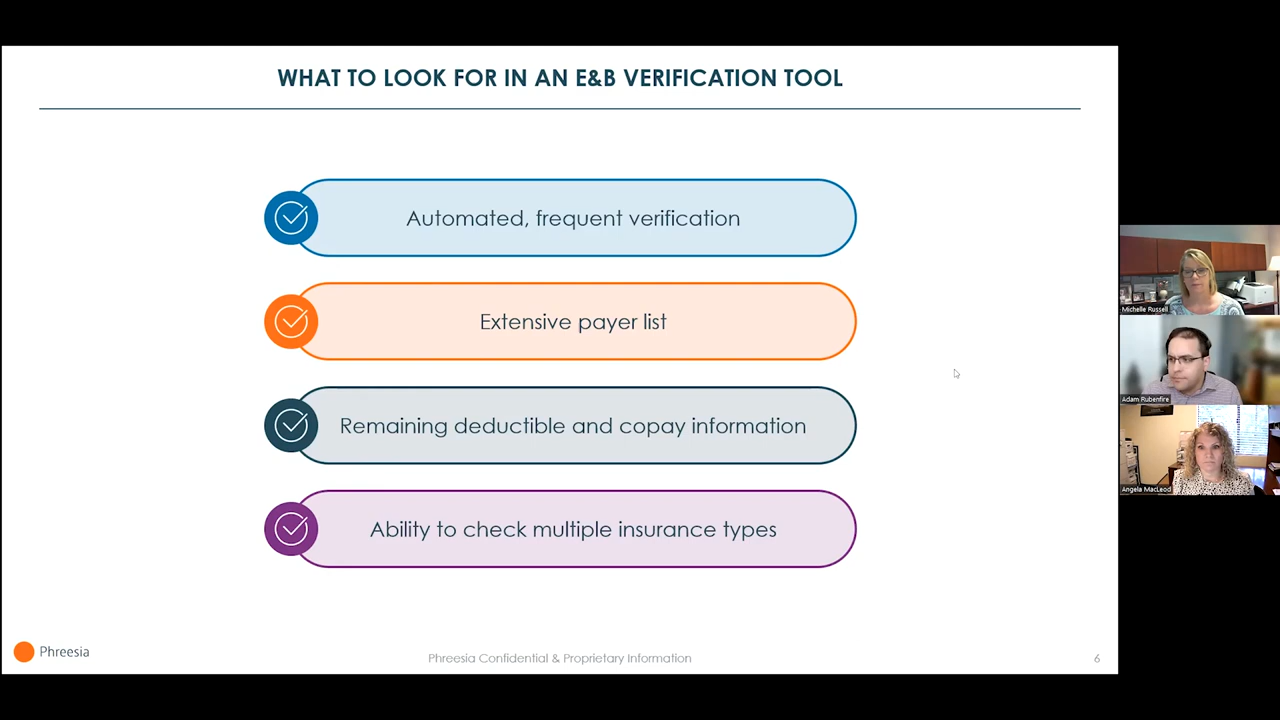 WHAT TO LOOK FOR IN AN E&B VERIFICATION TOOL
Automated, frequent verification
Extensive payer list
Remaining deductible and copay information
Ability to check multiple insurance types
Phreesia
Phreesia Confidential & Proprietary Information
6
Michelle Russell
Adam Rubenfire
Angela MacLeod